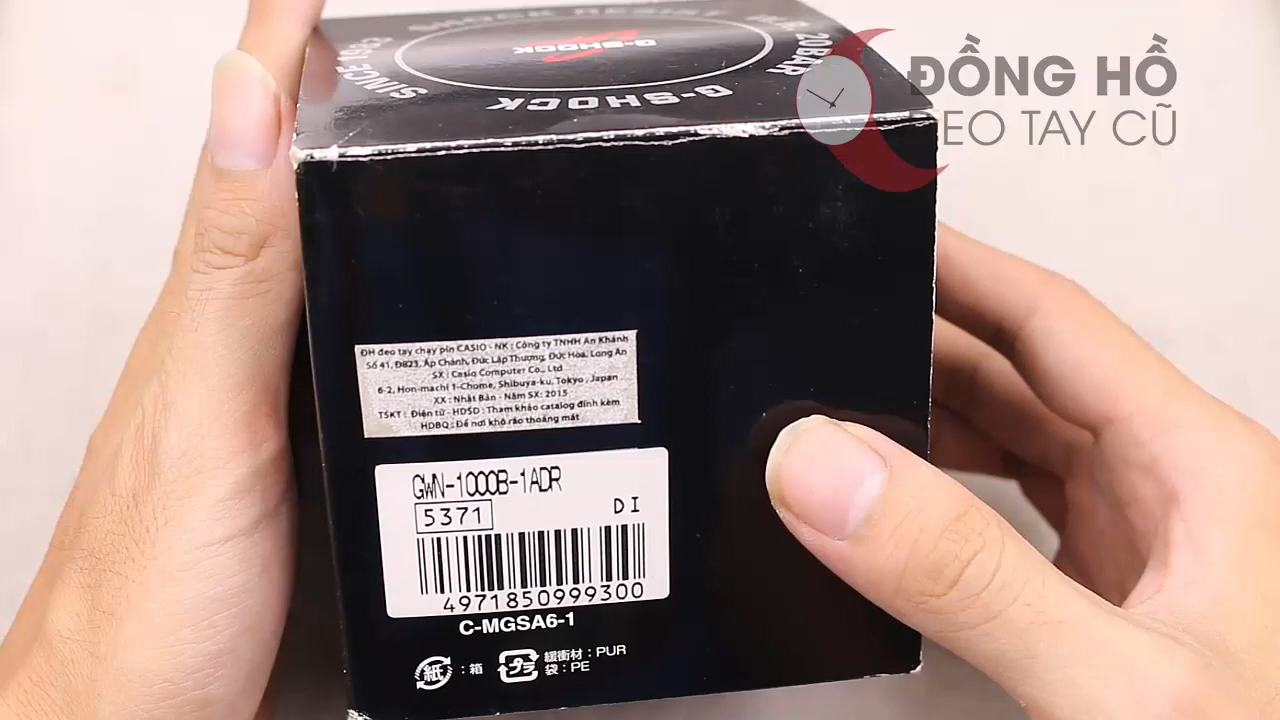 SHOCK RESIST
G-SHOCK
20BAR
SINCE 1983
G-SHOCK
ĐỒNG HỒ
ĐEO TAY CŨ
ĐH đeo tay chạy pin CASIO - NK : Công ty TNHH An Khánh
Số 41, Đ823, Ấp Chánh, Đức Lập Thượng, Đức Hòa, Long An
SX : Casio Computer Co., Ltd
6-2, Hon-machi 1-Chome, Shibuya-ku, Tokyo , Japan
XX : Nhật Bản - Năm SX: 2015
TSKT : Điện tử - HDSD : Tham khảo catalog đính kèm
HDBQ : Để nơi khô ráo thoáng mát
GWN-1000B-1ADR
5371
DI
4971850999300
C-MGSA6-1
紙 : 箱
プラ 緩衝材 : PUR
袋 : PE